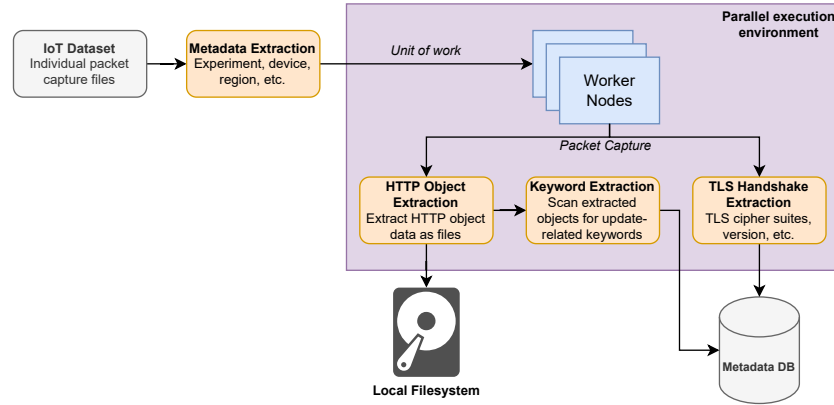 Parallel execution
environment
IoT Dataset
Individual packet
capture files
Metadata Extraction
Experiment, device,
region, etc.
Unit of work
Worker
Nodes
Packet Capture
HTTP Object
Extraction
Extract HTTP object
data as files
Keyword Extraction
Scan extracted
objects for update-
related keywords
TLS Handshake
Extraction
TLS cipher suites,
version, etc.
Local Filesystem
Metadata DB